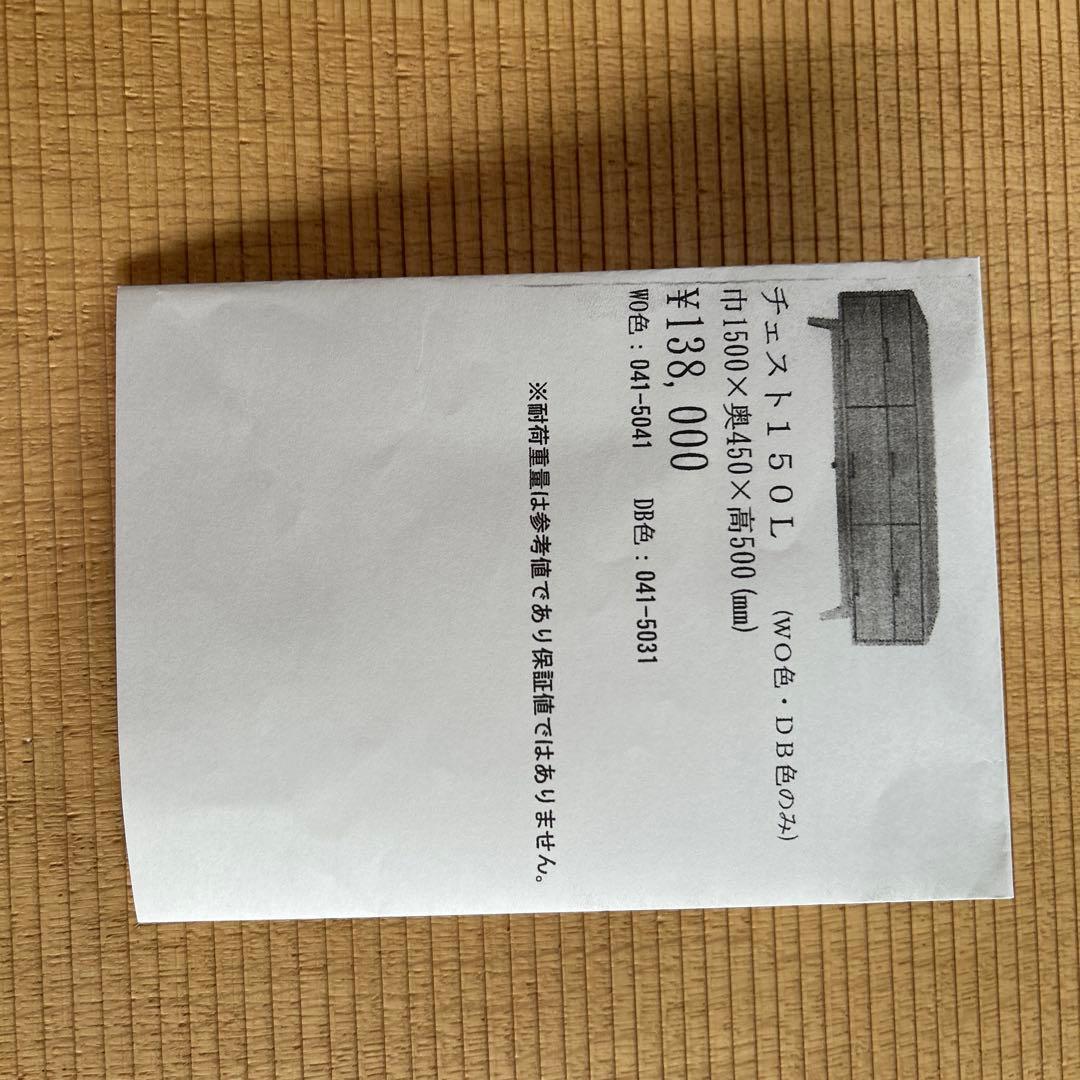 チェスト１５０Ｌ　（ＷＯ色・ＤＢ色のみ）
巾1500×奥450×高500(㎜)
¥138,000
WO色：041-5041　DB色：041-5031
※耐荷重量は参考値であり保証値ではありません。